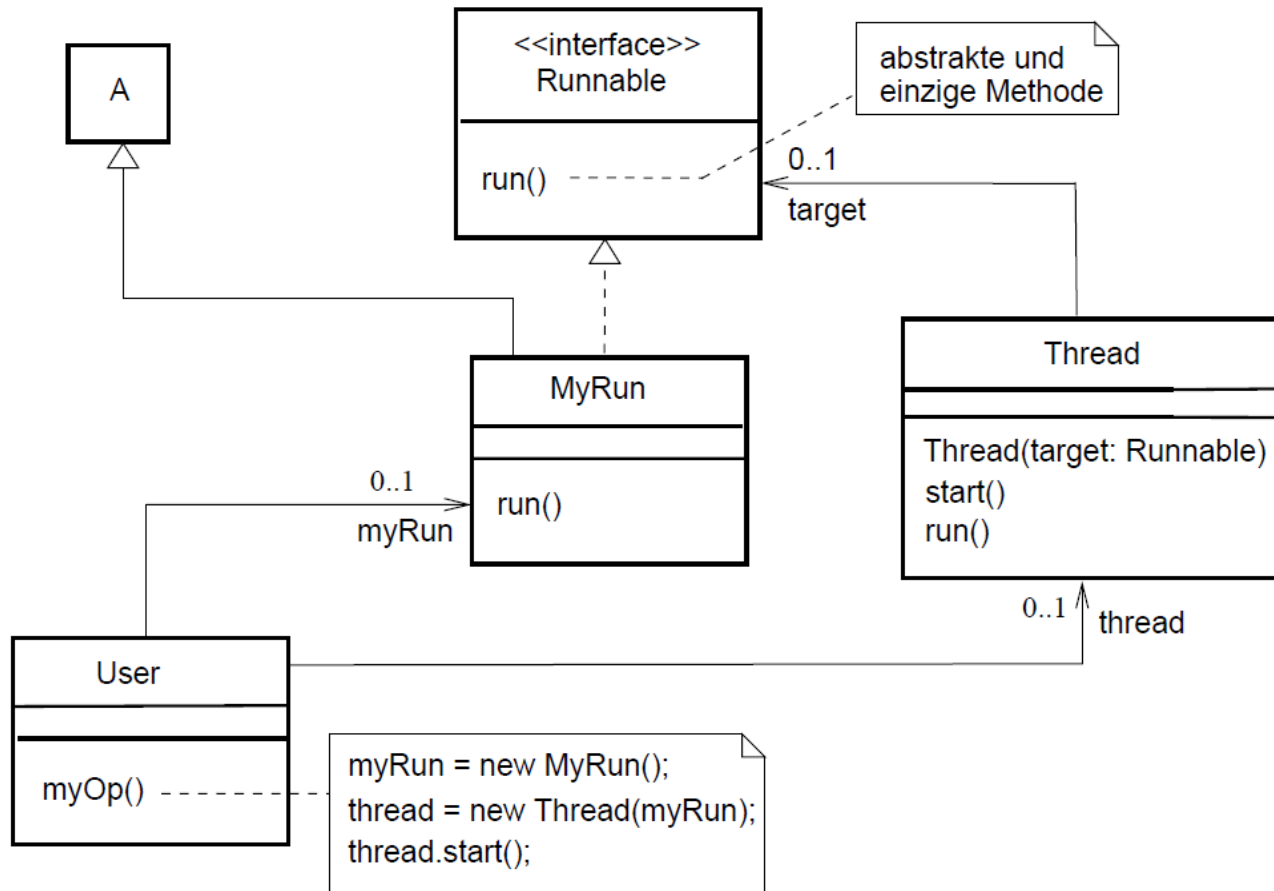 A
<<interface>>
Runnable
run()
abstrakte und
einzige Methode
0..1
target
MyRun
run()
Thread
Thread(target: Runnable)
start()
run()
0..1
myRun
0..1
thread
User
myOp()
myRun = new MyRun();
thread = new Thread(myRun);
thread.start();